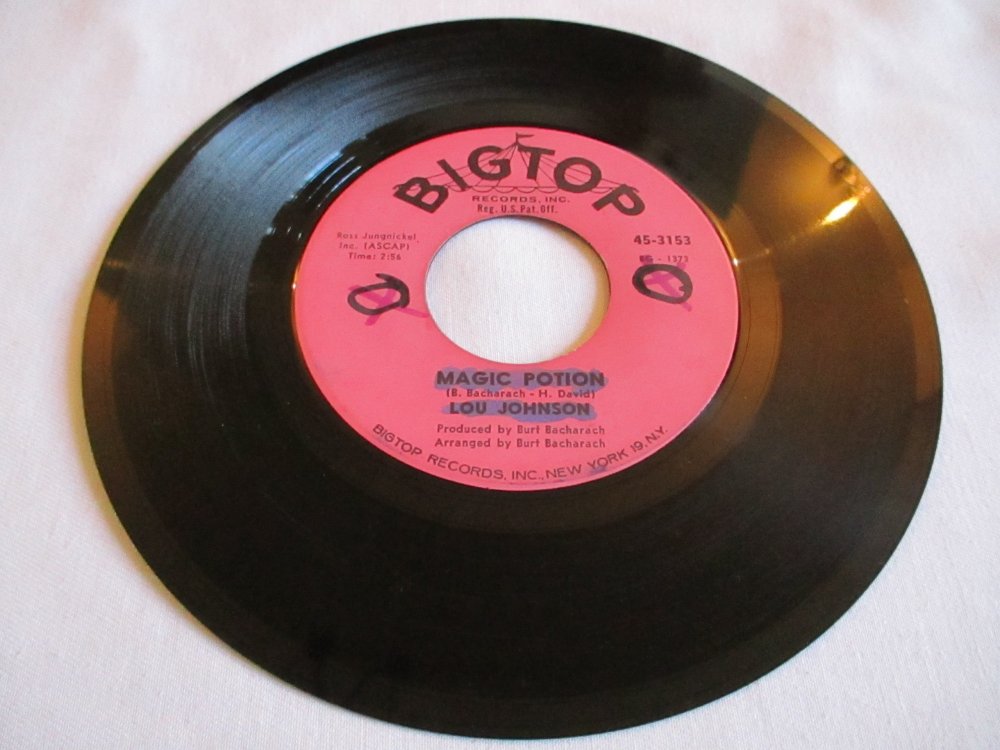 BIGTOP
RECORDS, INC.
Reg. U.S. Pat. Off.
Ross Jungnickel
Inc. (ASCAP)
Time: 2:56
45-3153
- 1373
MAGIC POTION
(B. Bacharach - H. David)
LOU JOHNSON
Produced by Burt Bacharach
Arranged by Burt Bacharach
BIGTOP RECORDS, INC., NEW YORK 19, N.Y.